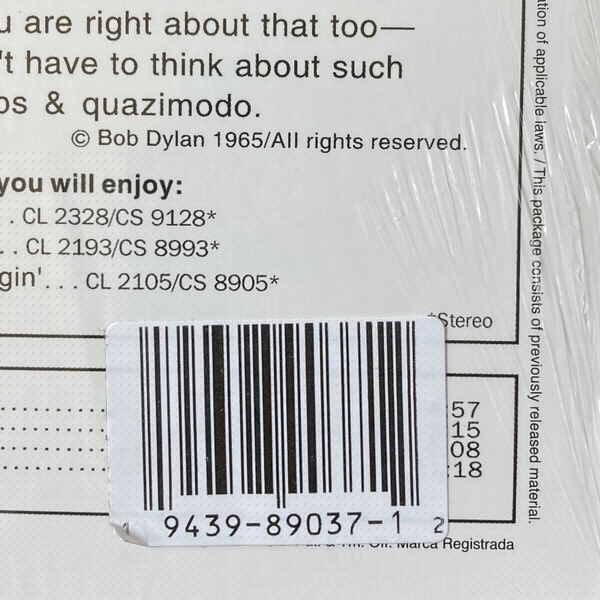 u are right about that too—
't have to think about such
os & quazimodo.
© Bob Dylan 1965/All rights reserved.
you will enjoy:
. CL 2328/CS 9128*
. . CL 2193/CS 8993*
gin'. . . CL 2105/CS 8905*
*Stereo
57
15
08
:18
1 9439-89037-1 2
Marca Registrada
tion of applicable laws. / This package consists of previously released material.